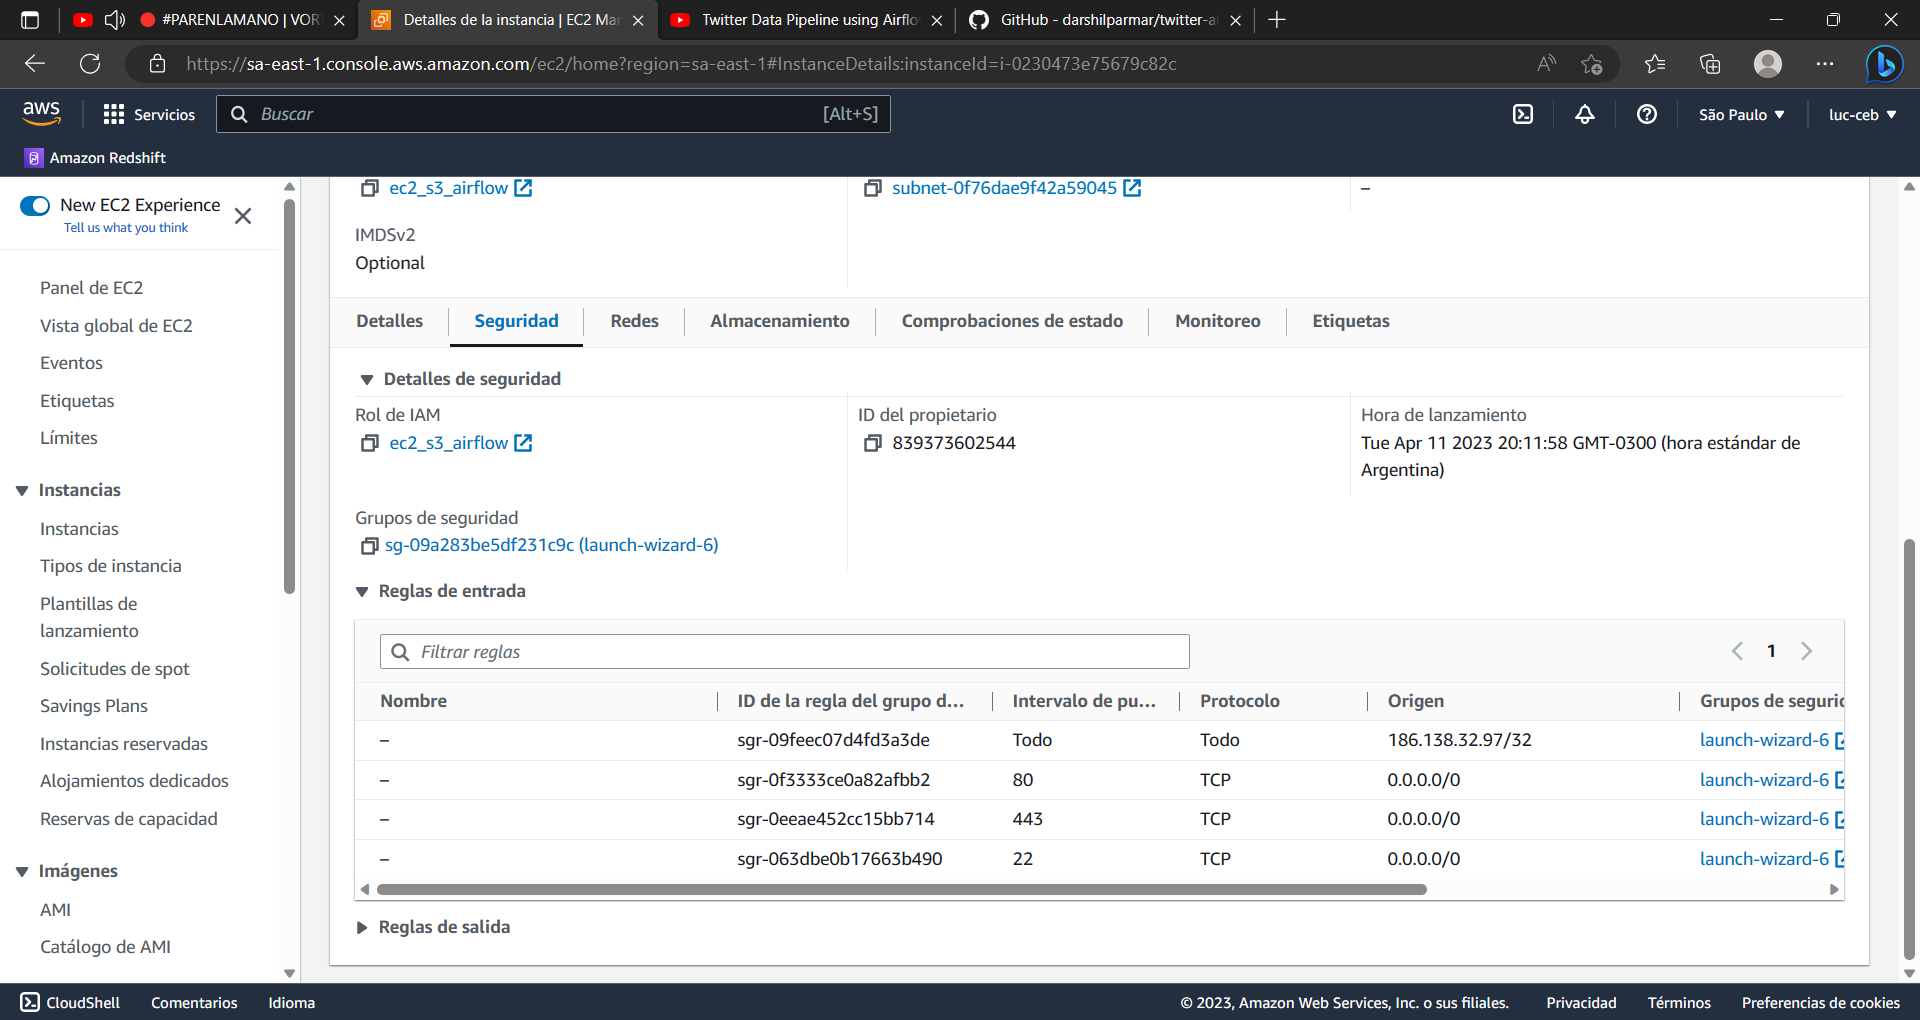 #PARENLAMANO | VOR
Detalles de la instancia | EC2 Mar
Twitter Data Pipeline using Airflo
GitHub - darshilparmar/twitter-ai
https://sa-east-1.console.aws.amazon.com/ec2/home?region=sa-east-1#InstanceDetails:instanceId=i-0230473e75679c82c
aws
Servicios
Buscar
[Alt+S]
São Paulo
luc-ceb
Amazon Redshift
New EC2 Experience
Tell us what you think
Panel de EC2
Vista global de EC2
Eventos
Etiquetas
Límites
Instancias
Instancias
Tipos de instancia
Plantillas de
lanzamiento
Solicitudes de spot
Savings Plans
Instancias reservadas
Alojamientos dedicados
Reservas de capacidad
Imágenes
AMI
Catálogo de AMI
ec2_s3_airflow
subnet-0f76dae9f42a59045
–
IMDSv2
Optional
Detalles
Seguridad
Redes
Almacenamiento
Comprobaciones de estado
Monitoreo
Etiquetas
Detalles de seguridad
Rol de IAM
ec2_s3_airflow
ID del propietario
839373602544
Hora de lanzamiento
Tue Apr 11 2023 20:11:58 GMT-0300 (hora estándar de
Argentina)
Grupos de seguridad
sg-09a283be5df231c9c (launch-wizard-6)
Reglas de entrada
Filtrar reglas
1
Nombre ID de la regla del grupo d... Intervalo de pu... Protocolo Origen Grupos de seguric
– sgr-09feec07d4fd3a3de Todo Todo 186.138.32.97/32 launch-wizard-6
– sgr-0f3333ce0a82afbb2 80 TCP 0.0.0.0/0 launch-wizard-6
– sgr-0eeae452cc15bb714 443 TCP 0.0.0.0/0 launch-wizard-6
– sgr-063dbe0b17663b490 22 TCP 0.0.0.0/0 launch-wizard-6
Reglas de salida
CloudShell
Comentarios
Idioma
© 2023, Amazon Web Services, Inc. o sus filiales.
Privacidad
Términos
Preferencias de cookies